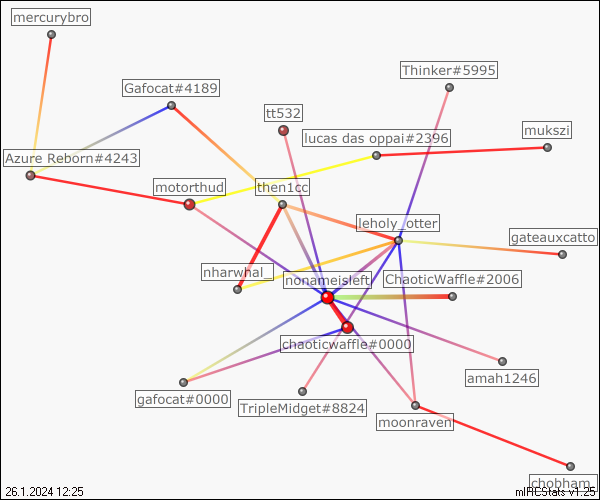 mercurybro
Thinker#5995
Gafocat#4189
tt532
lucas das oppai#2396
mukszi
Azure Reborn#4243
motorthud
then1cc
leholy_otter
gateauxcatto
nharwhal_
nonameisleft
ChaoticWaffle#2006
chaoticwaffle#0000
amah1246
gafocat#0000
TripleMidget#8824
moonraven
chobham_
26.1.2024 12:25
mIRCStats v1.25